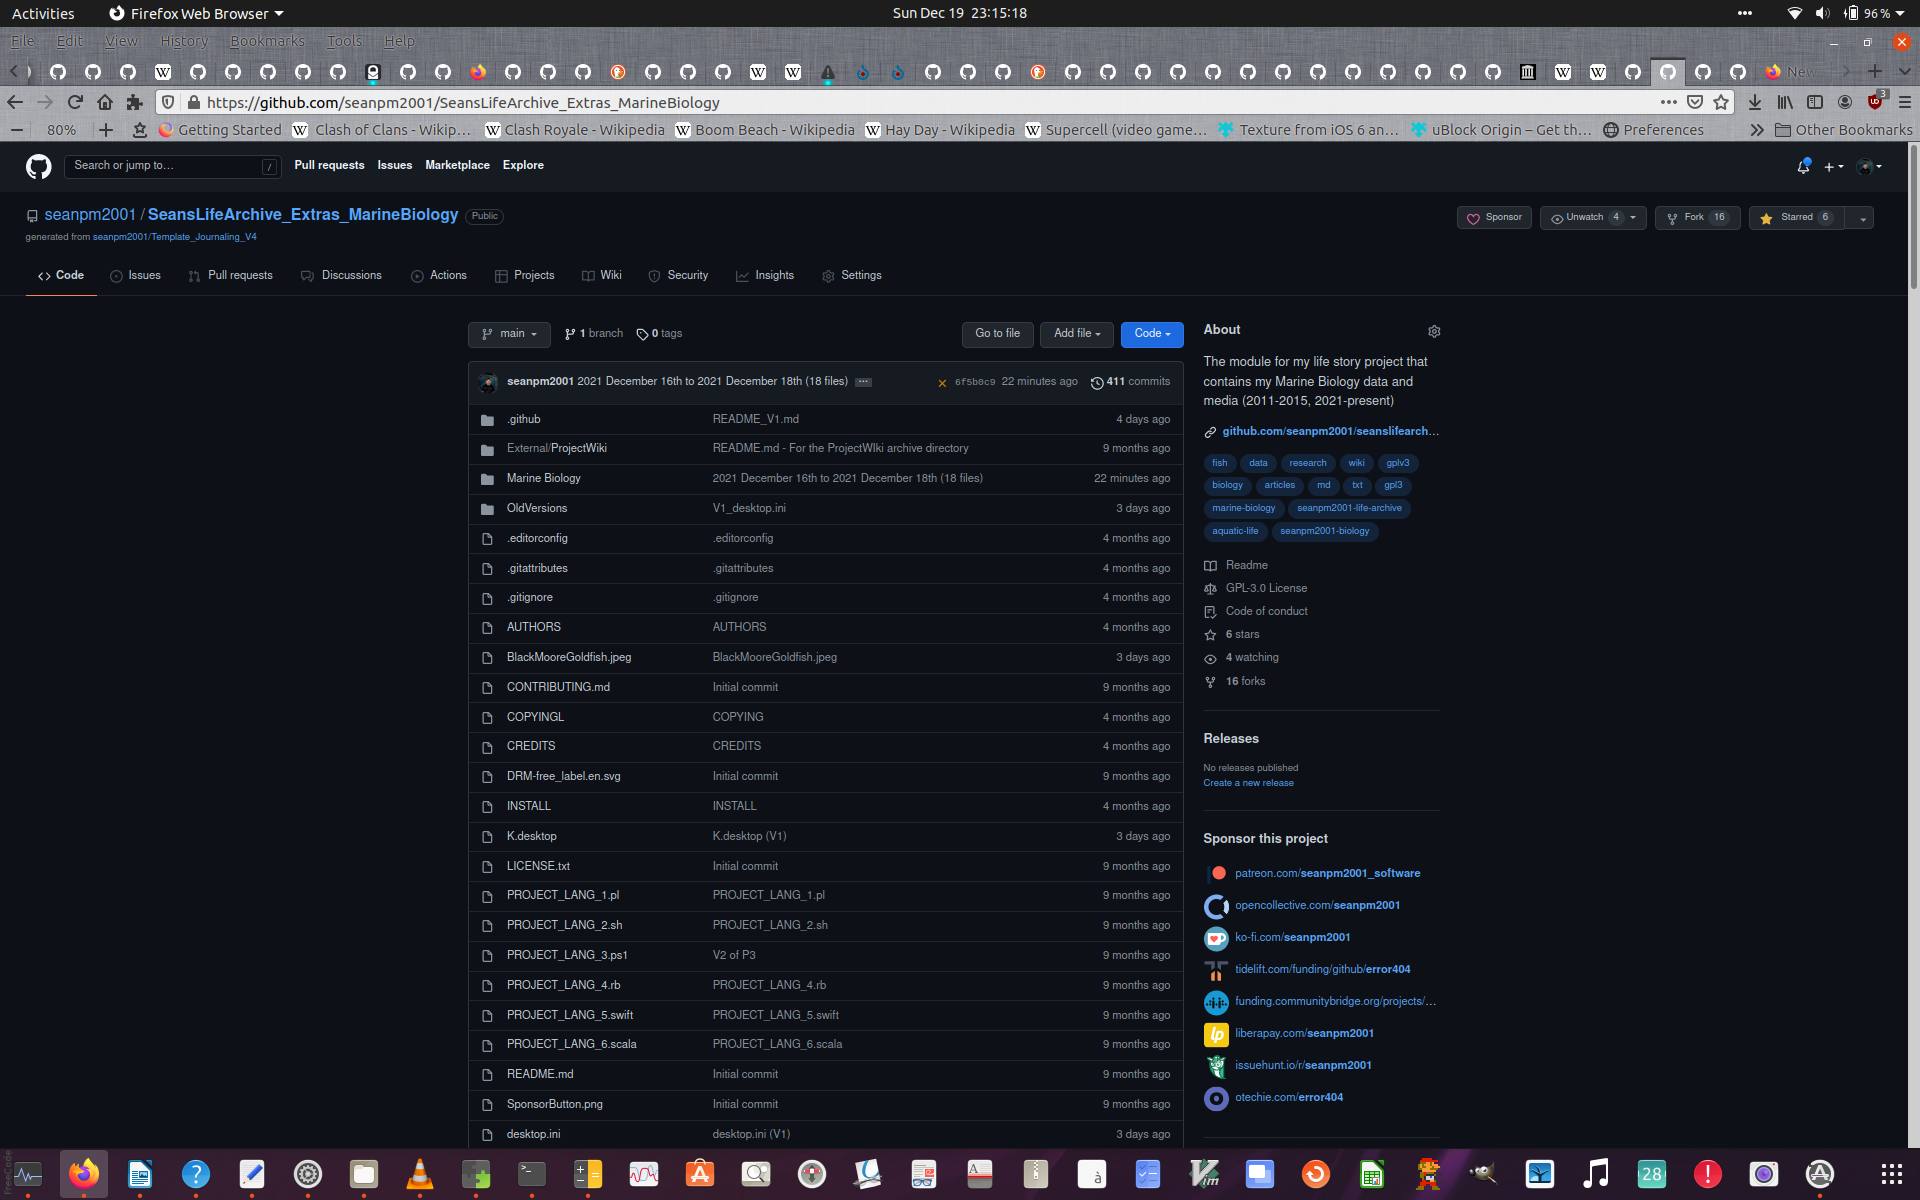 Activities Firefox Web Browser Sun Dec 19 23:15:18 96 %
File Edit View History Bookmarks Tools Help
New
https://github.com/seanpm2001/SeansLifeArchive_Extras_MarineBiology 3
80% Getting Started Clash of Clans - Wikip… Clash Royale - Wikipedia Boom Beach - Wikipedia Hay Day - Wikipedia Supercell (video game… Texture from iOS 6 an… uBlock Origin – Get th… Preferences Other Bookmarks
Search or jump to… / Pull requests Issues Marketplace Explore
seanpm2001 / SeansLifeArchive_Extras_MarineBiology Public
Sponsor Unwatch 4 Fork 16 Starred 6
generated from seanpm2001/Template_Journaling_V4
Code Issues Pull requests Discussions Actions Projects Wiki Security Insights Settings
main 1 branch 0 tags Go to file Add file Code
seanpm2001 2021 December 16th to 2021 December 18th (18 files) 6f5b0c9 22 minutes ago 411 commits
.github README_V1.md 4 days ago
External/ProjectWiki README.md - For the ProjectWIki archive directory 9 months ago
Marine Biology 2021 December 16th to 2021 December 18th (18 files) 22 minutes ago
OldVersions V1_desktop.ini 3 days ago
.editorconfig .editorconfig 4 months ago
.gitattributes .gitattributes 4 months ago
.gitignore .gitignore 4 months ago
AUTHORS AUTHORS 4 months ago
BlackMooreGoldfish.jpeg BlackMooreGoldfish.jpeg 3 days ago
CONTRIBUTING.md Initial commit 9 months ago
COPYINGL COPYING 4 months ago
CREDITS CREDITS 4 months ago
DRM-free_label.en.svg Initial commit 9 months ago
INSTALL INSTALL 4 months ago
K.desktop K.desktop (V1) 3 days ago
LICENSE.txt Initial commit 9 months ago
PROJECT_LANG_1.pl PROJECT_LANG_1.pl 9 months ago
PROJECT_LANG_2.sh PROJECT_LANG_2.sh 9 months ago
PROJECT_LANG_3.ps1 V2 of P3 9 months ago
PROJECT_LANG_4.rb PROJECT_LANG_4.rb 9 months ago
PROJECT_LANG_5.swift PROJECT_LANG_5.swift 9 months ago
PROJECT_LANG_6.scala PROJECT_LANG_6.scala 9 months ago
README.md Initial commit 9 months ago
SponsorButton.png Initial commit 9 months ago
desktop.ini desktop.ini (V1) 3 days ago
About
The module for my life story project that
contains my Marine Biology data and
media (2011-2015, 2021-present)
github.com/seanpm2001/seanslifearch…
fish data research wiki gplv3
biology articles md txt gpl3
marine-biology seanpm2001-life-archive
aquatic-life seanpm2001-biology
Readme
GPL-3.0 License
Code of conduct
6 stars
4 watching
16 forks
Releases
No releases published
Create a new release
Sponsor this project
patreon.com/seanpm2001_software
opencollective.com/seanpm2001
ko-fi.com/seanpm2001
tidelift.com/funding/github/error404
funding.communitybridge.org/projects/…
liberapay.com/seanpm2001
issuehunt.io/r/seanpm2001
otechie.com/error404
28